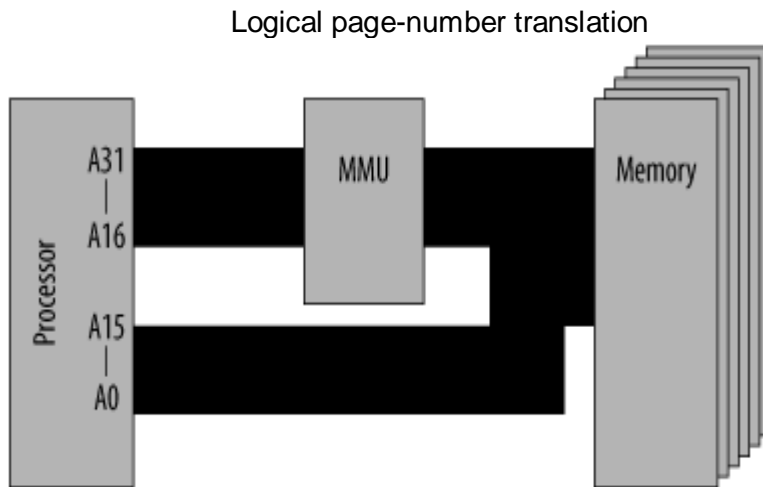 Logical page-number translation
A31
A16
MMU
Memory
Processor
A15
A0